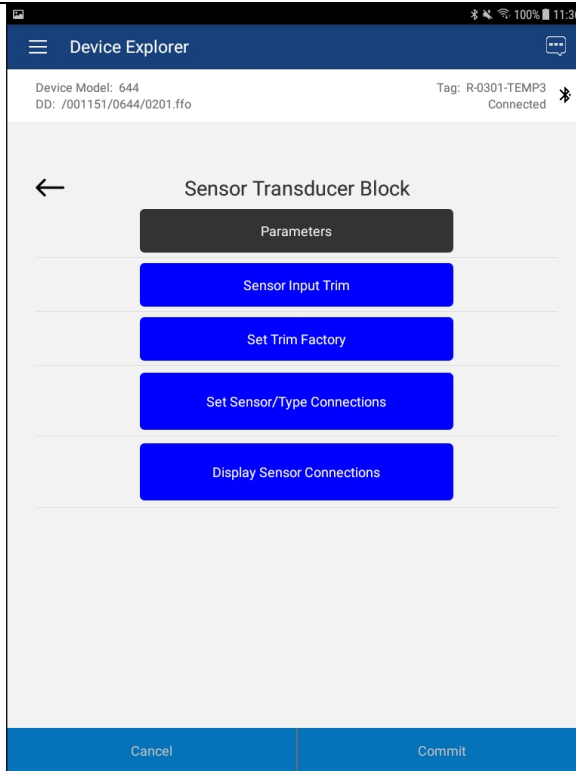 100% 11:30
Device Explorer
Device Model: 644
Tag: R-0301-TEMP3
DD: /001151/0644/0201.ffo
Connected
Sensor Transducer Block
Parameters
Sensor Input Trim
Set Trim Factory
Set Sensor/Type Connections
Display Sensor Connections
Cancel
Commit